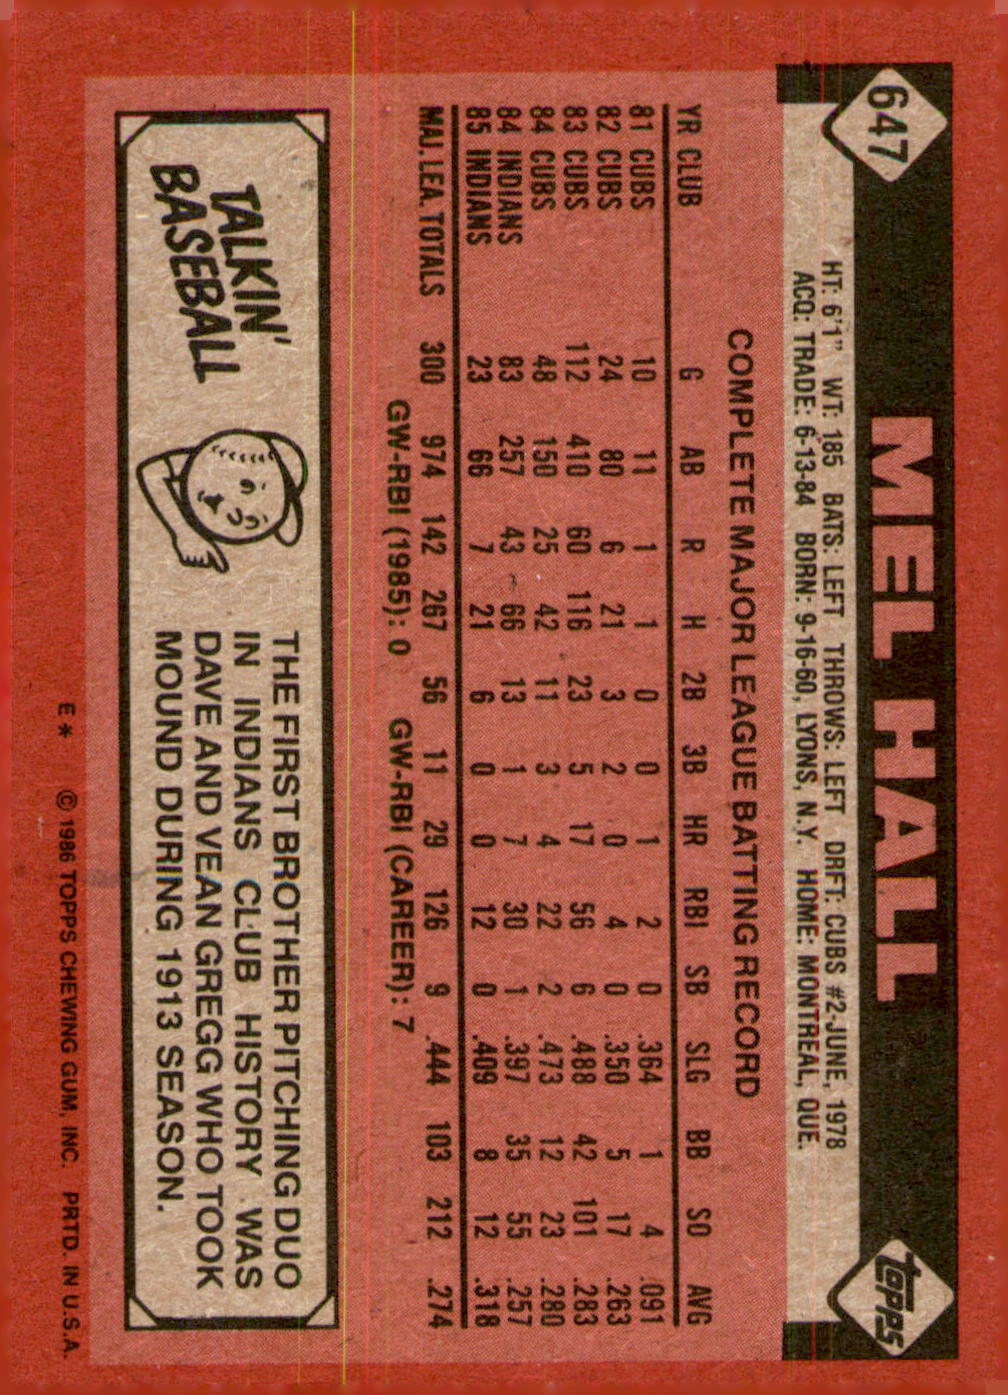 647
MEL HALL
TOPPS
HT: 6'1" WT: 185 BATS: LEFT THROWS: LEFT DRFT: CUBS #2-JUNE, 1978
ACQ: TRADE: 6-13-84 BORN: 9-16-60, LYONS, N.Y. HOME: MONTREAL, QUE.
COMPLETE MAJOR LEAGUE BATTING RECORD
YR CLUB G AB R H 2B 3B HR RBI SB SLG BB SO AVG
81 CUBS 10 11 1 1 0 0 1 2 0 .364 1 4 .091
82 CUBS 24 80 6 21 3 2 0 4 0 .350 5 17 .263
83 CUBS 112 410 60 116 23 5 17 56 6 .488 42 101 .283
84 CUBS 48 150 25 42 11 3 4 22 2 .473 12 23 .280
84 INDIANS 83 257 43 66 13 1 7 30 1 .397 35 55 .257
85 INDIANS 23 66 7 21 6 0 0 12 0 .409 8 12 .318
MAJ. LEA. TOTALS 300 974 142 267 56 11 29 126 9 .444 103 212 .274
GW-RBI (1985): 0 GW-RBI (CAREER): 7
TALKIN'
BASEBALL
THE FIRST BROTHER PITCHING DUO
IN INDIANS CLUB HISTORY WAS
DAVE AND VEAN GREGG WHO TOOK
MOUND DURING 1913 SEASON.
E* © 1986 TOPPS CHEWING GUM, INC. PRTD. IN U.S.A.